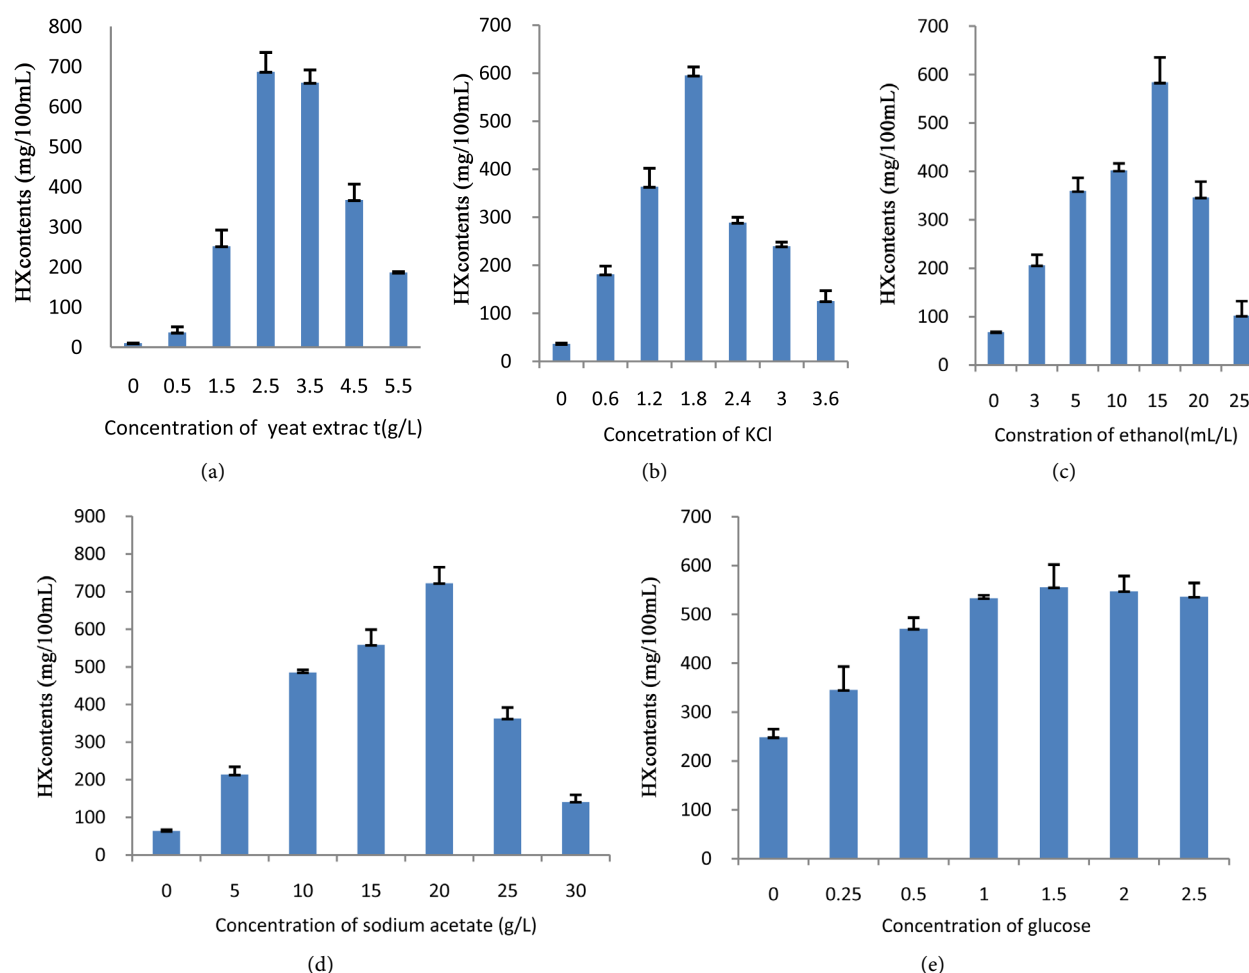 800
700
600
500
400
300
200
100
0
HXcontents (mg/100mL)
0 0.5 1.5 2.5 3.5 4.5 5.5
Concentration of yeat extrac t(g/L)
(a)
700
600
500
400
300
200
100
0
HXcontents (mg/100mL)
0 0.6 1.2 1.8 2.4 3 3.6
Concetration of KCl
(b)
700
600
500
400
300
200
100
0
HXcontents (mg/100mL)
0 3 5 10 15 20 25
Constration of ethanol(mL/L)
(c)
900
800
700
600
500
400
300
200
100
0
HXcontents (mg/100mL)
0 5 10 15 20 25 30
Concentration of sodium acetate (g/L)
(d)
700
600
500
400
300
200
100
0
HXcontents (mg/100mL)
0 0.25 0.5 1 1.5 2 2.5
Concentration of glucose
(e)